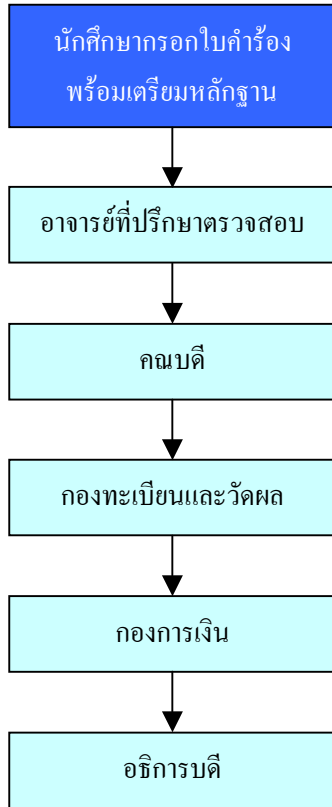 นักศึกษากรอกใบคำร้อง
พร้อมเตรียมหลักฐาน
อาจารย์ที่ปรึกษาตรวจสอบ
คณบดี
กองทะเบียนและวัดผล
กองการเงิน
อธิการบดี